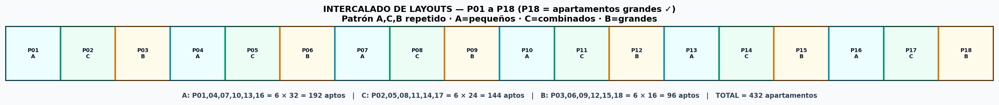 INTERCALADO DE LAYOUTS — P01 a P18 (P18 = apartamentos grandes ✓)
Patrón A,C,B repetido · A=pequeños · C=combinados · B=grandes
P01
A
P02
C
P03
B
P04
A
P05
C
P06
B
P07
A
P08
C
P09
B
P10
A
P11
C
P12
B
P13
A
P14
C
P15
B
P16
A
P17
C
P18
B
A: P01,04,07,10,13,16 = 6 × 32 = 192 aptos | C: P02,05,08,11,14,17 = 6 × 24 = 144 aptos | B: P03,06,09,12,15,18 = 6 × 16 = 96 aptos | TOTAL = 432 apartamentos